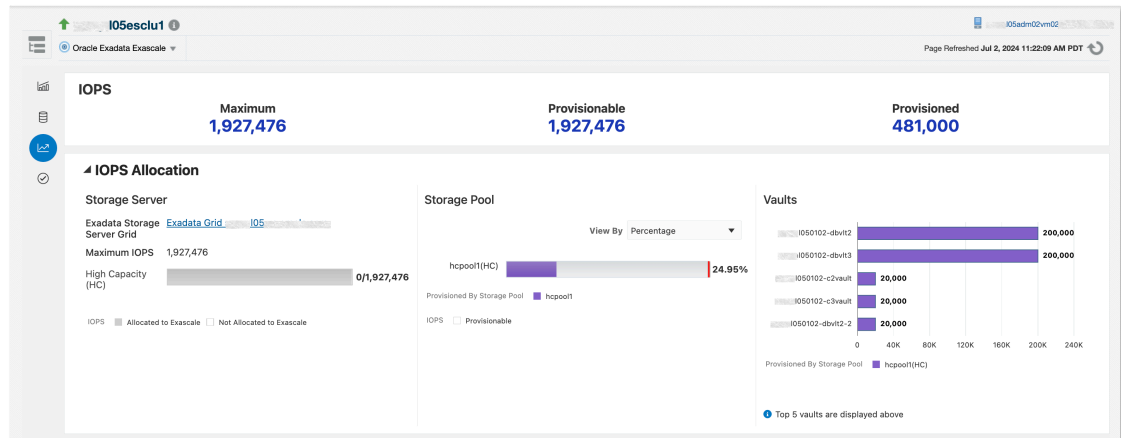 l05esclu1
l05adm02vm02
Oracle Exadata Exascale
Page Refreshed Jul 2, 2024 11:22:09 AM PDT
IOPS
Maximum
Provisionable
Provisioned
1,927,476
1,927,476
481,000
IOPS Allocation
Storage Server
Exadata Storage Server Grid
Exadata Grid l05
Maximum IOPS 1,927,476
High Capacity (HC)
0/1,927,476
IOPS Allocated to Exascale Not Allocated to Exascale
Storage Pool
View By Percentage
hcpool1(HC)
24.95%
Provisioned By Storage Pool hcpool1
IOPS Provisionable
Vaults
l050102-dbvlt2 200,000
l050102-dbvlt3 200,000
l050102-c2vault 20,000
l050102-c3vault 20,000
l050102-dbvlt2-2 20,000
0 40K 80K 120K 160K 200K 240K
Provisioned By Storage Pool hcpool1(HC)
Top 5 vaults are displayed above